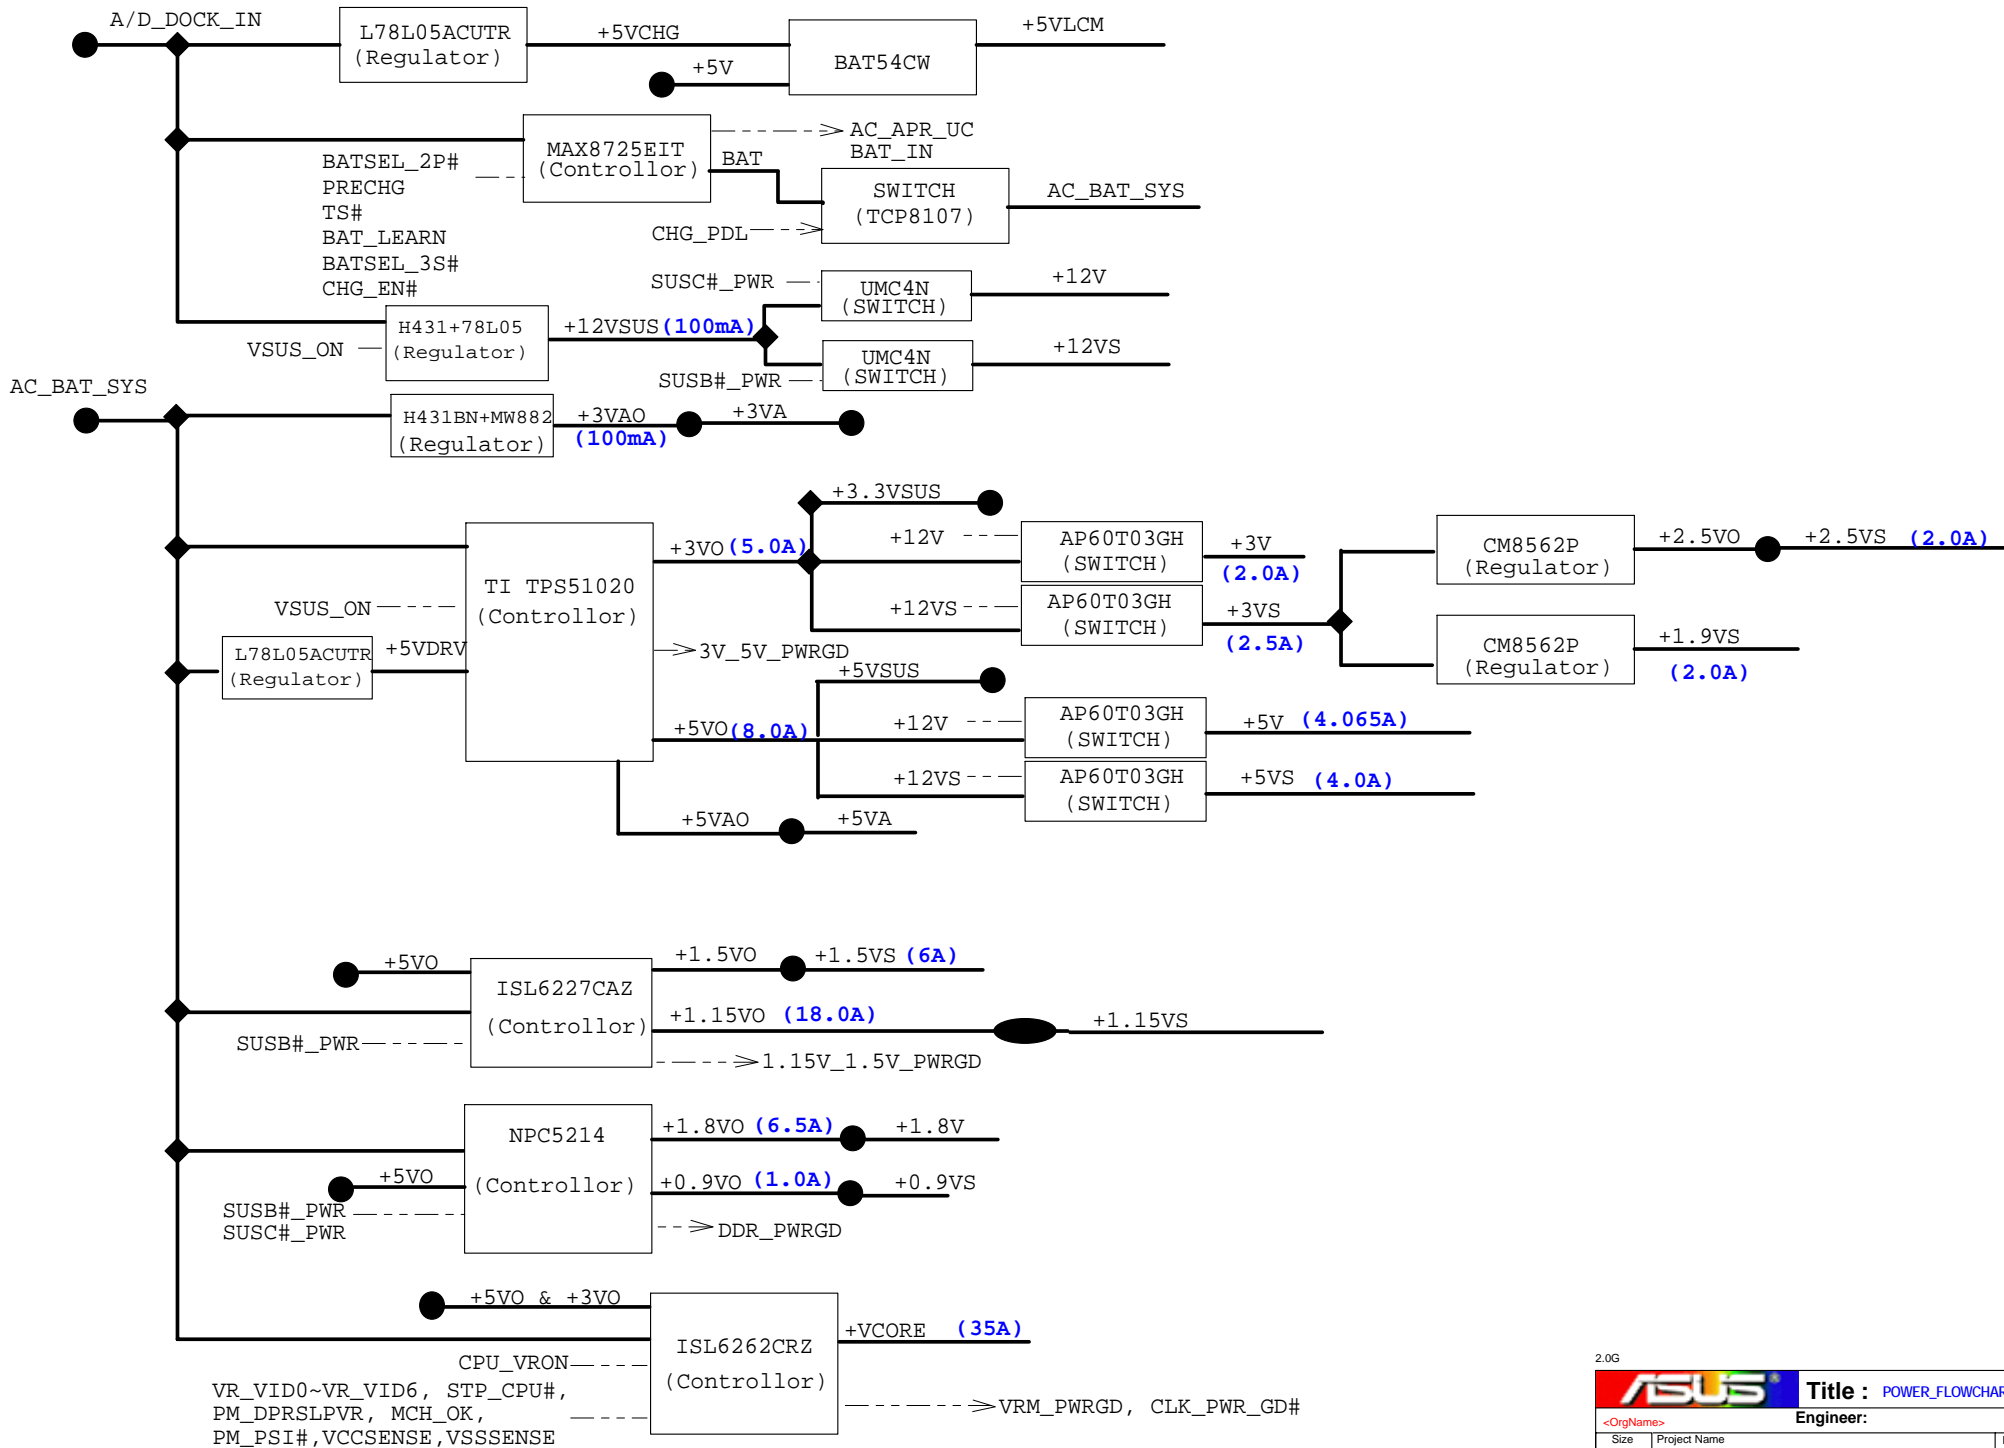 A/D_DOCK_IN
L78L05ACUTR
(Regulator)
+5VCHG
+5V
BAT54CW
+5VLCM
MAX8725EIT
(Controllor)
AC_APR_UC
BAT_IN
BAT
BATSEL_2P#
PRECHG
TS#
BAT_LEARN
BATSEL_3S#
CHG_EN#
SWITCH
(TCP8107)
AC_BAT_SYS
CHG_PDL
SUSC#_PWR
UMC4N
(SWITCH)
+12V
H431+78L05
(Regulator)
+12VSUS(100mA)
VSUS_ON
UMC4N
(SWITCH)
+12VS
SUSB#_PWR
AC_BAT_SYS
H431BN+MW882
(Regulator)
+3VAO
(100mA)
+3VA
+3.3VSUS
TI TPS51020
(Controllor)
+3VO(5.0A)
+12V
AP60T03GH
(SWITCH)
+3V
(2.0A)
+12VS
AP60T03GH
(SWITCH)
+3VS
(2.5A)
CM8562P
(Regulator)
+2.5VO
+2.5VS (2.0A)
CM8562P
(Regulator)
+1.9VS
(2.0A)
VSUS_ON
3V_5V_PWRGD
L78L05ACUTR
(Regulator)
+5VDRV
+5VSUS
+5VO(8.0A)
+12V
AP60T03GH
(SWITCH)
+5V (4.065A)
+12VS
AP60T03GH
(SWITCH)
+5VS (4.0A)
+5VAO
+5VA
+5VO
ISL6227CAZ
(Controllor)
+1.5VO
+1.5VS (6A)
+1.15VO (18.0A)
+1.15VS
SUSB#_PWR
1.15V_1.5V_PWRGD
NPC5214
(Controllor)
+1.8VO (6.5A)
+1.8V
+5VO
+0.9VO (1.0A)
+0.9VS
SUSB#_PWR
SUSC#_PWR
DDR_PWRGD
+5VO & +3VO
ISL6262CRZ
(Controllor)
+VCORE (35A)
CPU_VRON
VR_VID0~VR_VID6, STP_CPU#,
PM_DPRSLPVR, MCH_OK,
PM_PSI#,VCCSENSE,VSSSENSE
VRM_PWRGD, CLK_PWR_GD#
2.0G
ASUS
Title : POWER_FLOWCHAR
<OrgName>
Engineer:
Size
Project Name